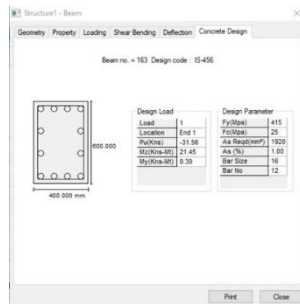 Structure1 - Beam
Geometry Property Loading Shear Bending Deflection Concrete Design
Beam no. = 163 Design code : IS-456
600.000
400.000 mm
Design Load
Load 1
Location End 1
Pu(Kns) -31.56
Mz(Kns-Mt) 21.45
My(Kns-Mt) 0.39
Design Parameter
Fy(Mpa) 415
Fc(Mpa) 25
As Reqd(mm²) 1920
As (%) 1.00
Bar Size 16
Bar No 12
Print Close